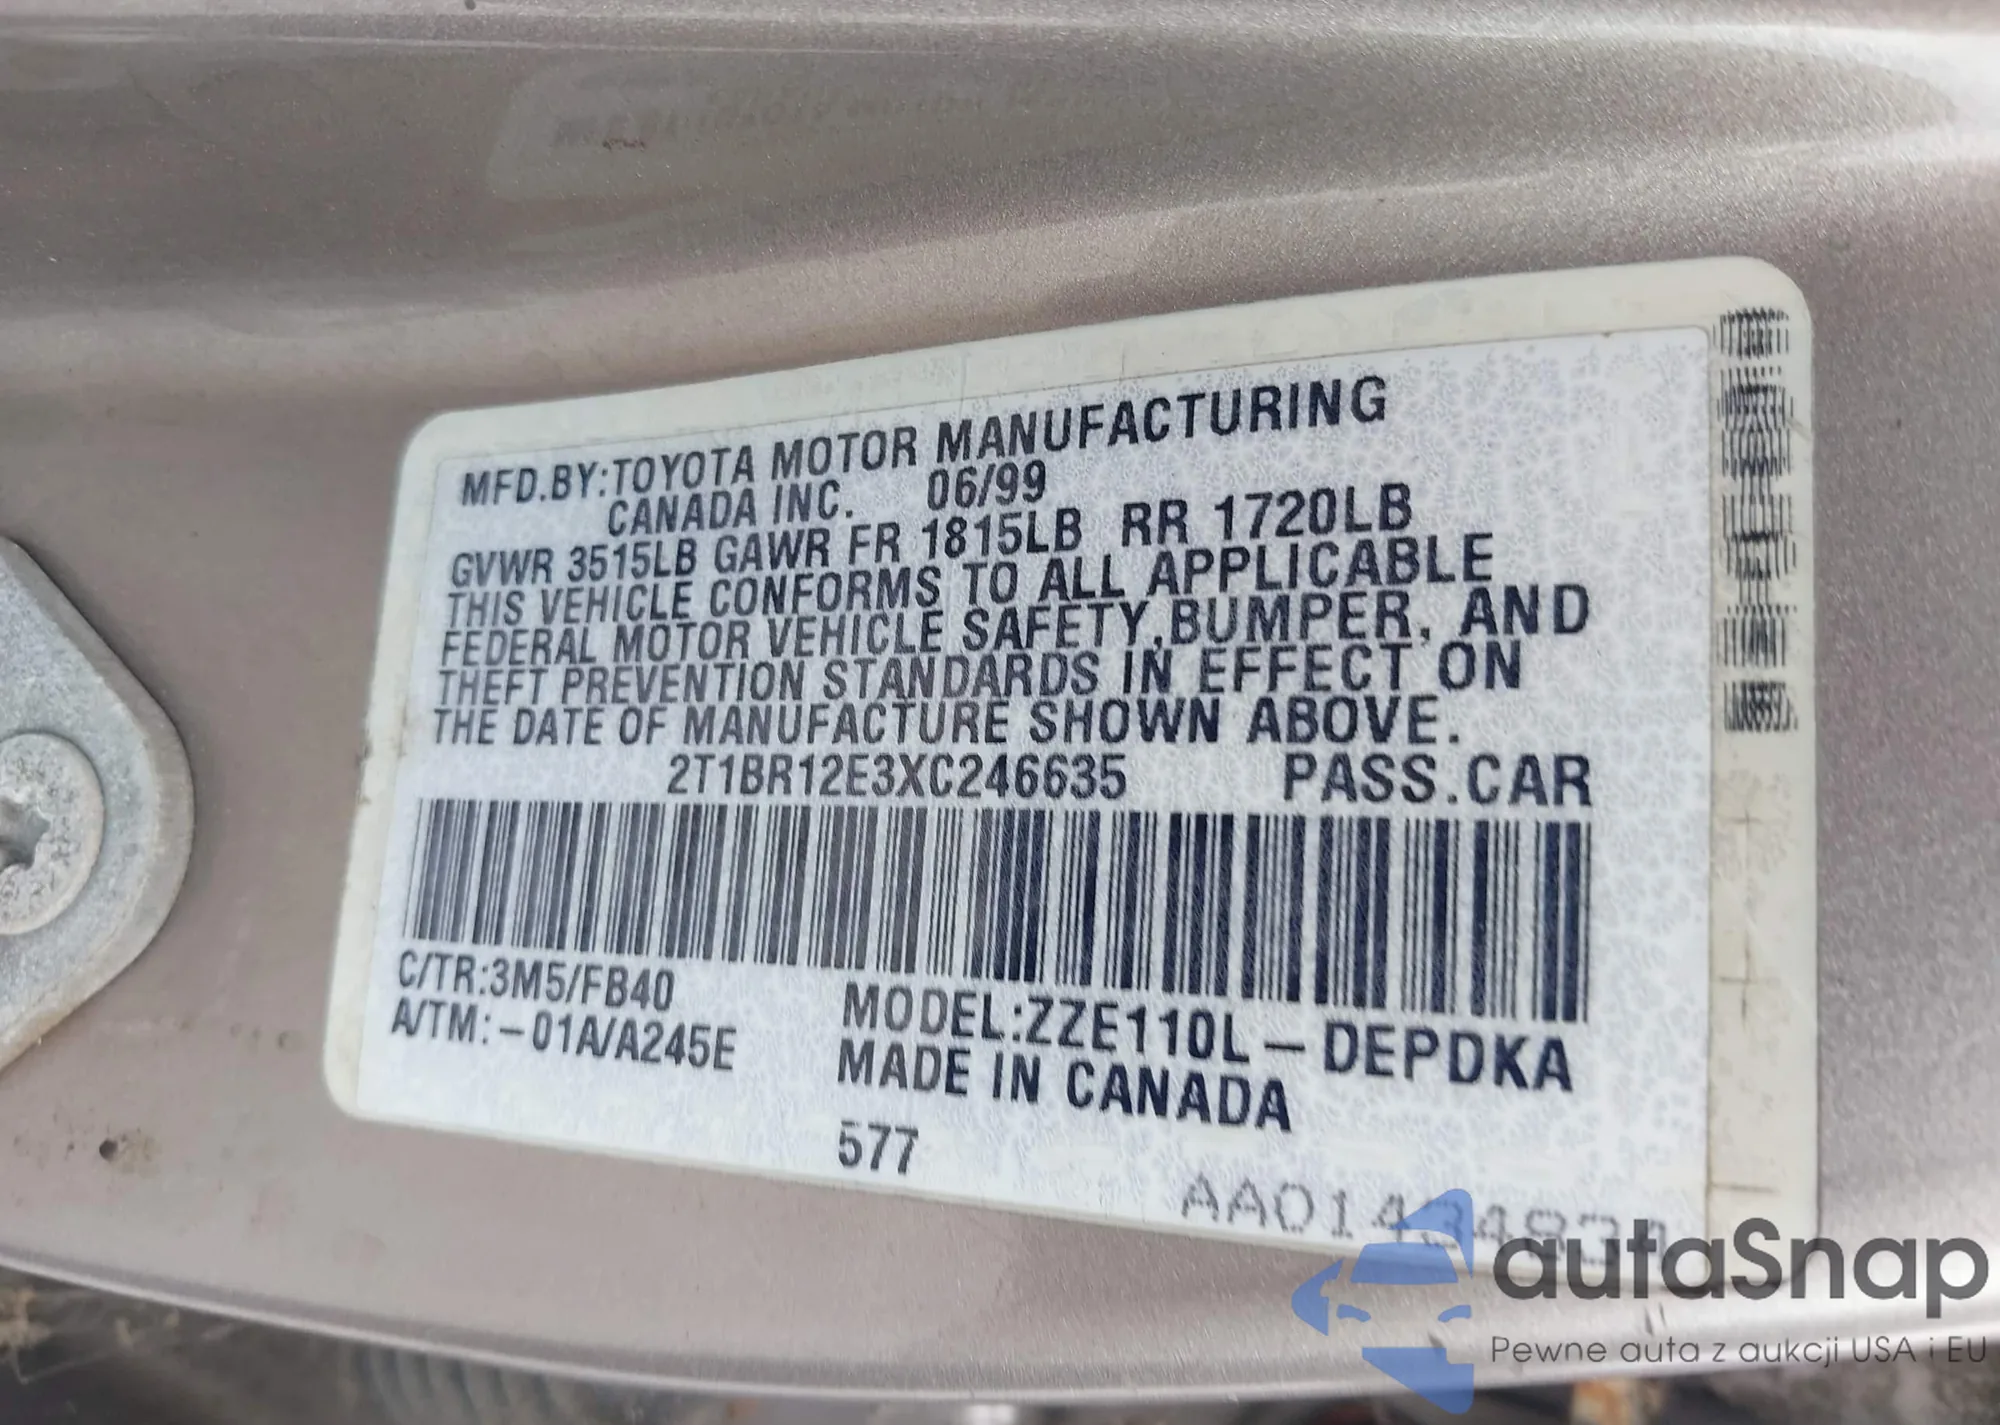 MFD.BY:TOYOTA MOTOR MANUFACTURING
CANADA INC. 06/99
GVWR 3515LB GAWR FR 1815LB RR 1720LB
THIS VEHICLE CONFORMS TO ALL APPLICABLE
FEDERAL MOTOR VEHICLE SAFETY,BUMPER, AND
THEFT PREVENTION STANDARDS IN EFFECT ON
THE DATE OF MANUFACTURE SHOWN ABOVE.
2T1BR12E3XC246635 PASS.CAR
C/TR:3M5/FB40
A/TM:-01A/A245E
MODEL:ZZE110L-DEPDKA
MADE IN CANADA
577
autaSnap
Pewne auta z aukcji USA i EU